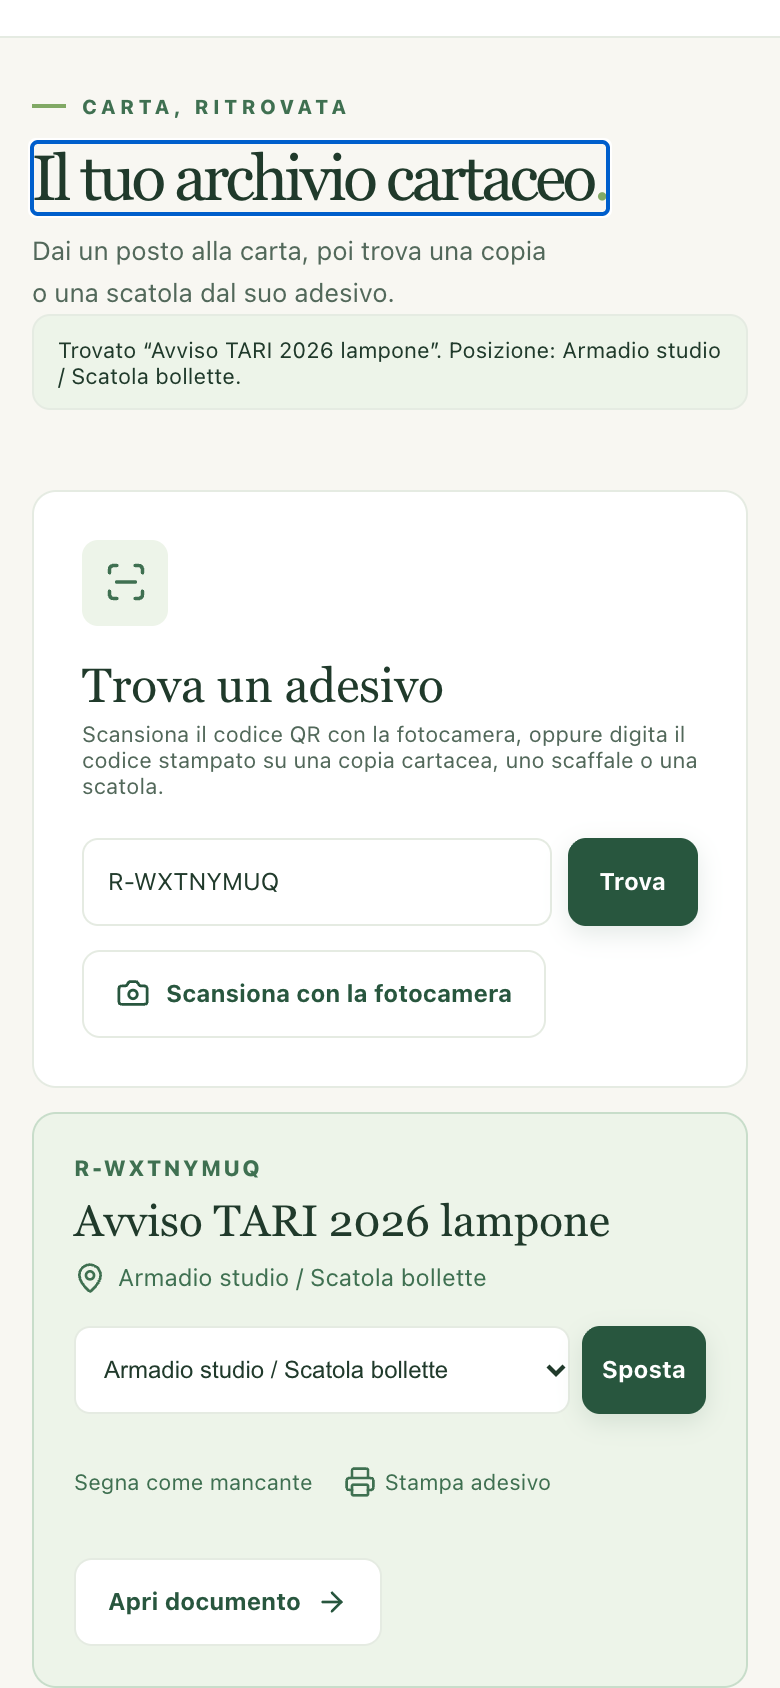 CARTA, RITROVATA
Il tuo archivio cartaceo.
Dai un posto alla carta, poi trova una copia
o una scatola dal suo adesivo.
Trovato “Avviso TARI 2026 lampone”. Posizione: Armadio studio
/ Scatola bollette.
Trova un adesivo
Scansiona il codice QR con la fotocamera, oppure digita il
codice stampato su una copia cartacea, uno scaffale o una
scatola.
R-WXTNYMUQ
Trova
Scansiona con la fotocamera
R-WXTNYMUQ
Avviso TARI 2026 lampone
Armadio studio / Scatola bollette
Armadio studio / Scatola bollette
Sposta
Segna come mancante
Stampa adesivo
Apri documento